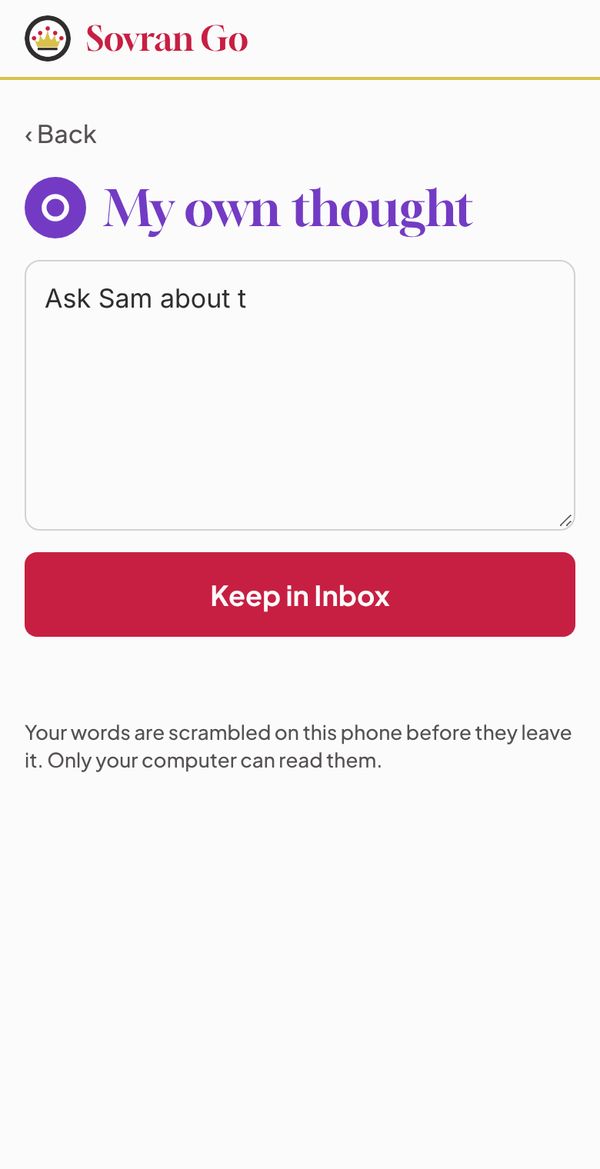 Sovran Go
‹ Back
My own thought
Ask Sam about t
Keep in Inbox
Your words are scrambled on this phone before they leave
it. Only your computer can read them.